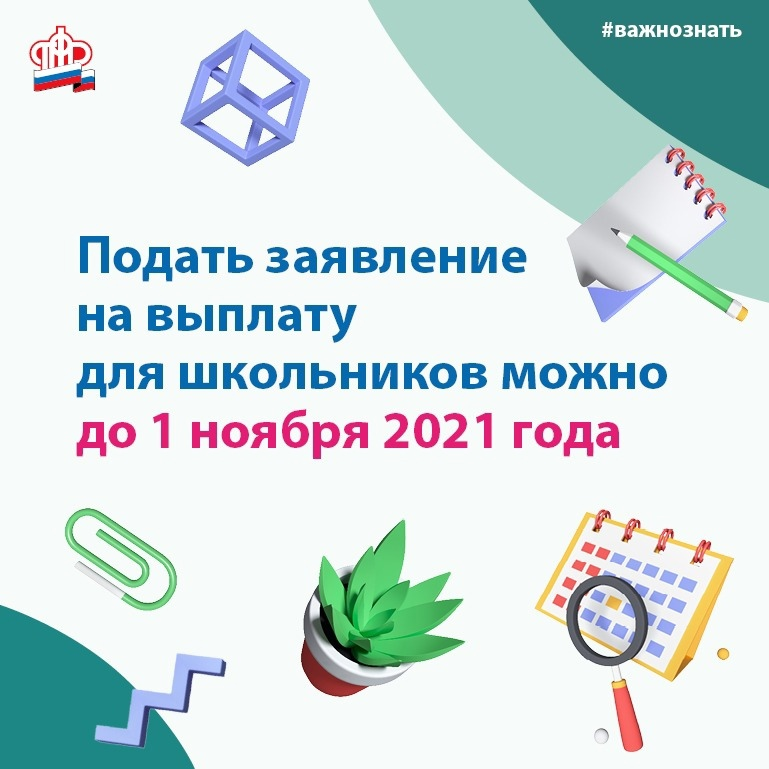 #важнознать
Подать заявление
на выплату
для школьников можно
до 1 ноября 2021 года